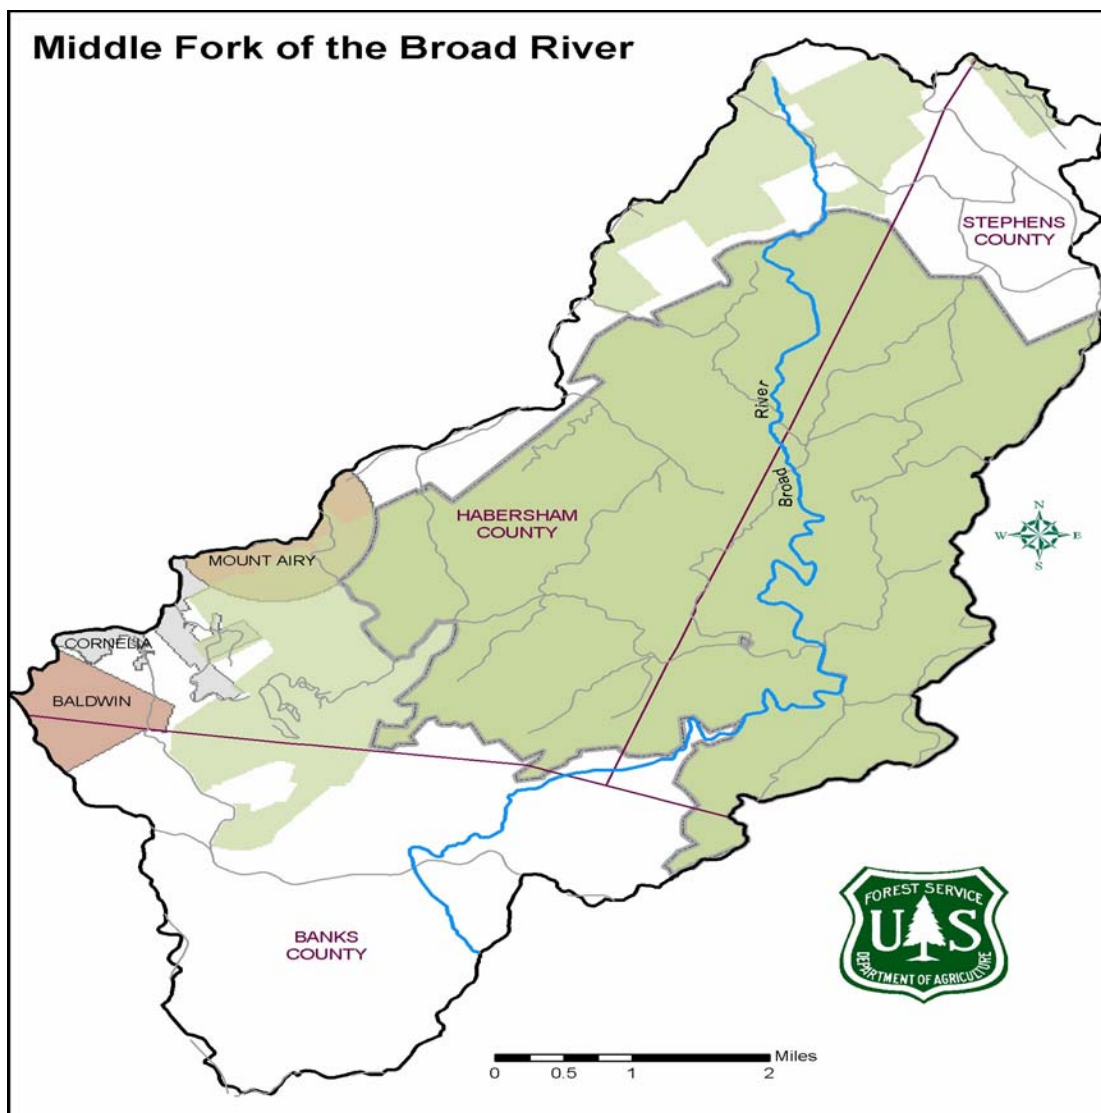 Middle Fork of the Broad River
STEPHENS
COUNTY
River
Broad
HABERSHAM
COUNTY
N
W
E
S
MOUNT AIRY
CORNELIA
BALDWIN
FOREST SERVICE
U S
DEPARTMENT OF AGRICULTURE
BANKS
COUNTY
Miles
0 0.5 1 2